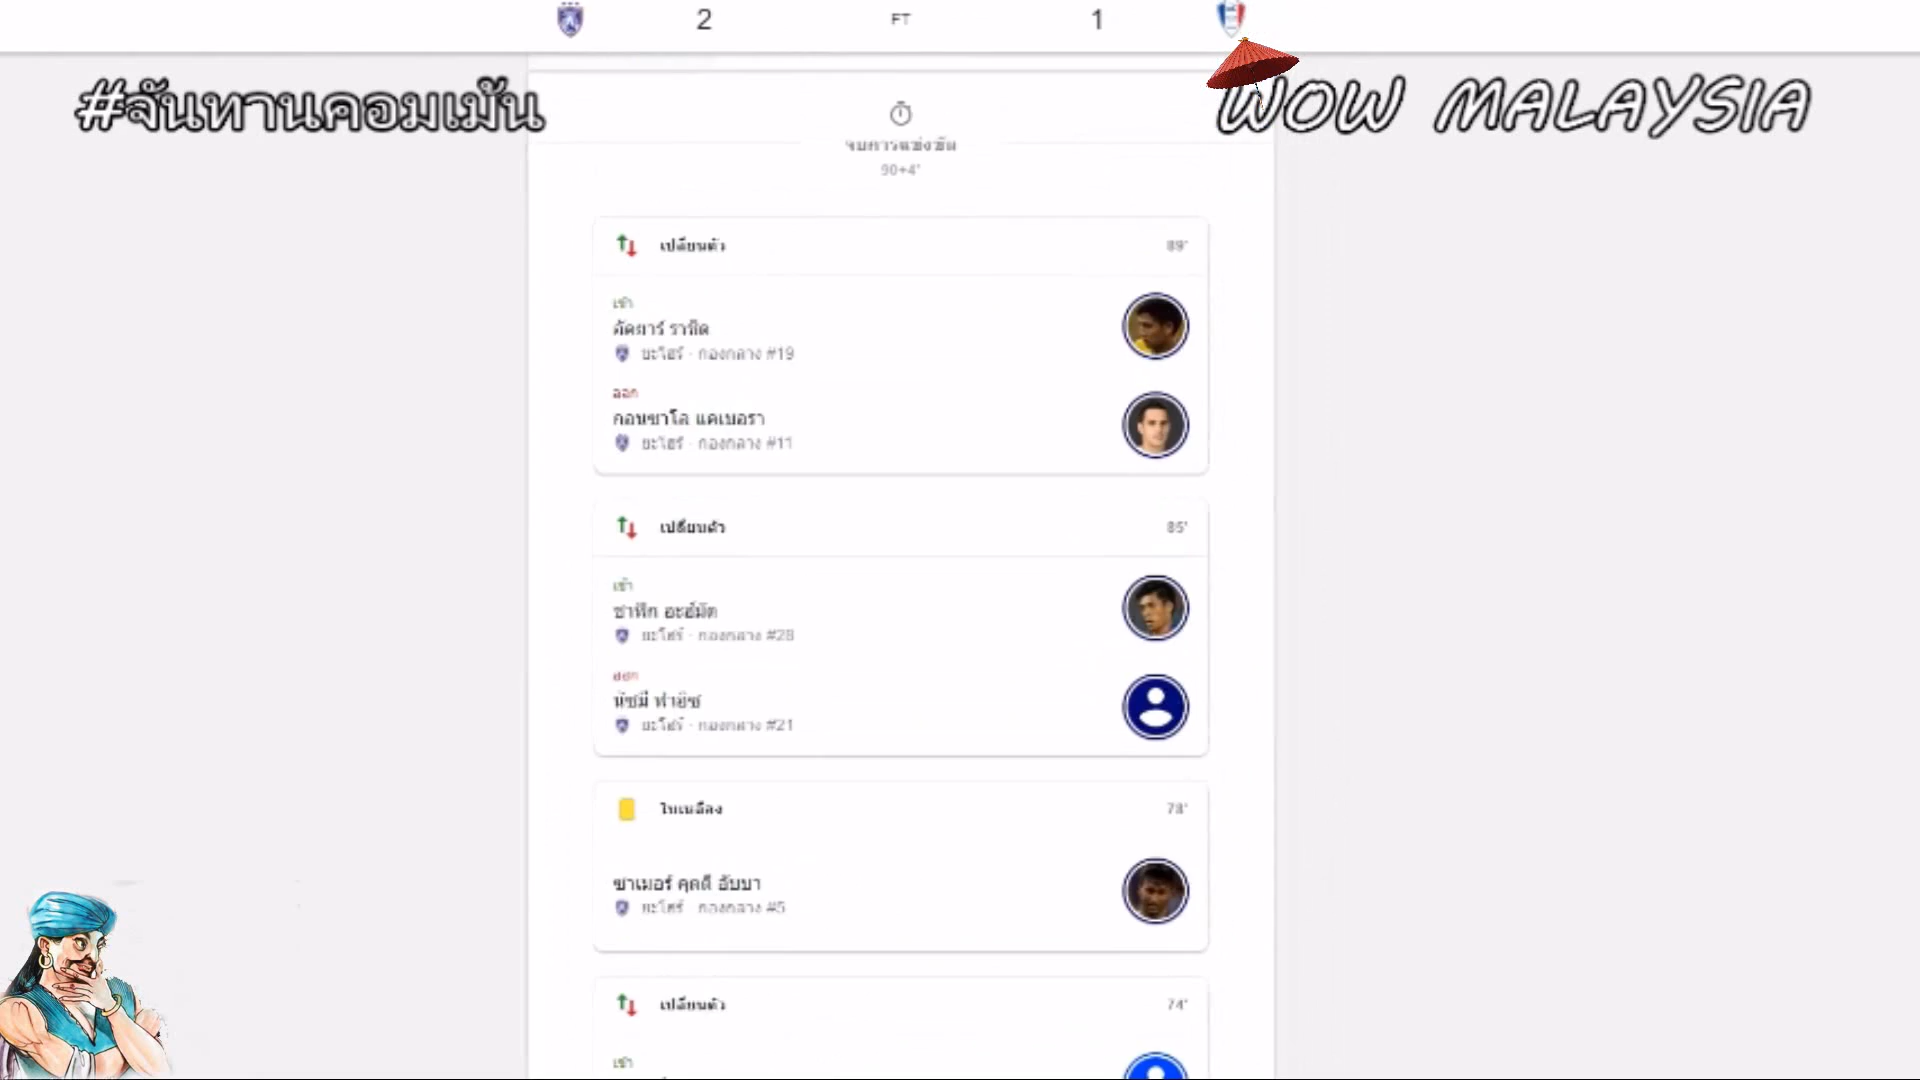 2 FT 1
#จันทานคอมเม้น
WOW MALAYSIA
จบการแข่งขัน
90+4'
เปลี่ยนตัว 89'
เข้า
อัคยาร์ ราชิด
ยะโฮร์ · กองกลาง #19
ออก
กอนซาโล แคเบอรา
ยะโฮร์ · กองกลาง #11
เปลี่ยนตัว 85'
เข้า
ซาฟิก อะฮ์มัด
ยะโฮร์ · กองกลาง #28
ออก
นัซมี ฟาอิซ
ยะโฮร์ · กองกลาง #21
ใบเหลือง 78'
ซาเมอร์ คุตตี อับบา
ยะโฮร์ · กองกลาง #5
เปลี่ยนตัว 74'
เข้า